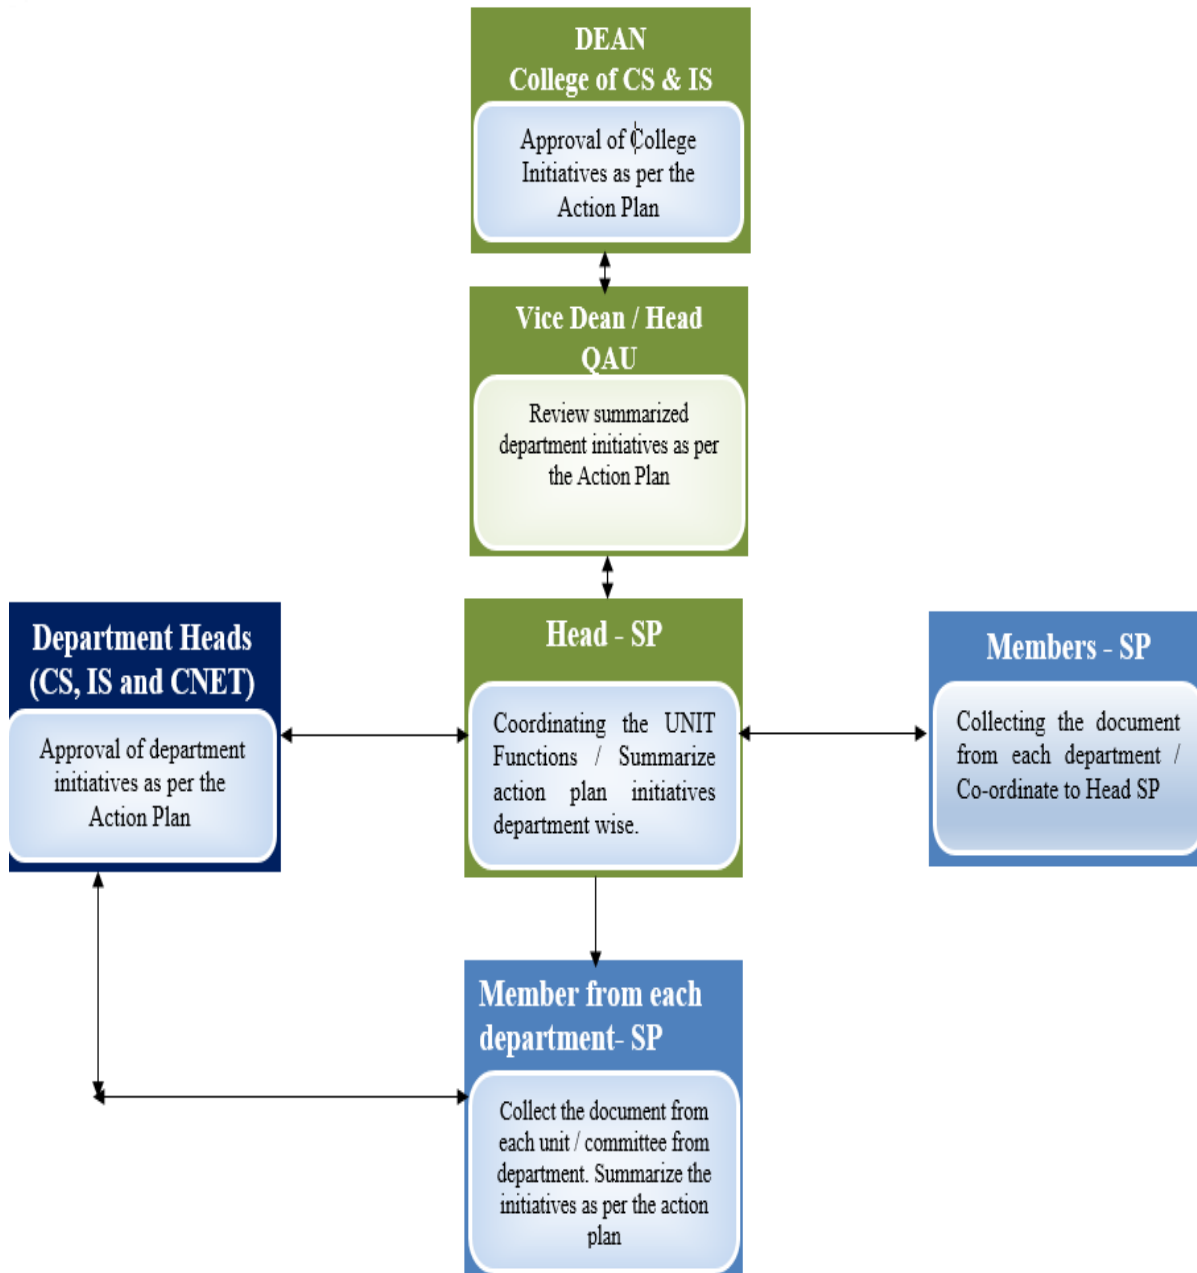 DEAN
College of CS & IS
Approval of College
Initiatives as per the
Action Plan
Vice Dean / Head
QAU
Review summarized
department initiatives as per
the Action Plan
Department Heads
(CS, IS and CNET)
Approval of department
initiatives as per the
Action Plan
Head - SP
Coordinating the UNIT
Functions / Summarize
action plan initiatives
department wise.
Members - SP
Collecting the document
from each department /
Co-ordinate to Head SP
Member from each
department- SP
Collect the document from
each unit / committee from
department. Summarize the
initiatives as per the action
plan